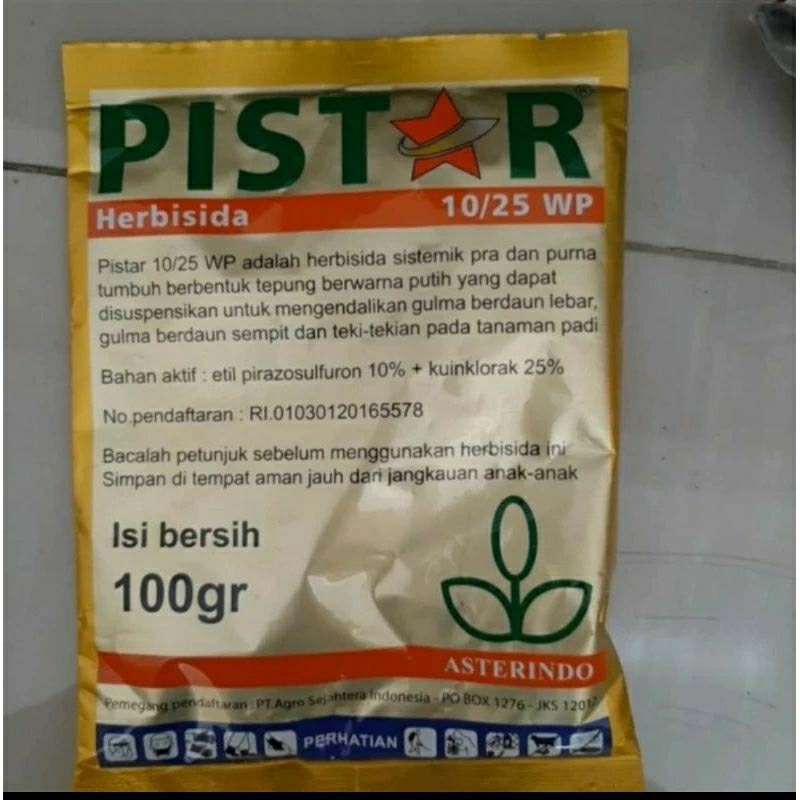 PISTAR®
Herbisida 10/25 WP
Pistar 10/25 WP adalah herbisida sistemik pra dan purna
tumbuh berbentuk tepung berwarna putih yang dapat
disuspensikan untuk mengendalikan gulma berdaun lebar,
gulma berdaun sempit dan teki-tekian pada tanaman padi
Bahan aktif : etil pirazosulfuron 10% + kuinklorak 25%
No.pendaftaran : RI.01030120165578
Bacalah petunjuk sebelum menggunakan herbisida ini
Simpan di tempat aman jauh dari jangkauan anak-anak
Isi bersih
100gr
ASTERINDO
Pemegang pendaftaran : PT.Agro Sejahtera Indonesia - PO BOX 1276 - JKS 12012
PERHATIAN